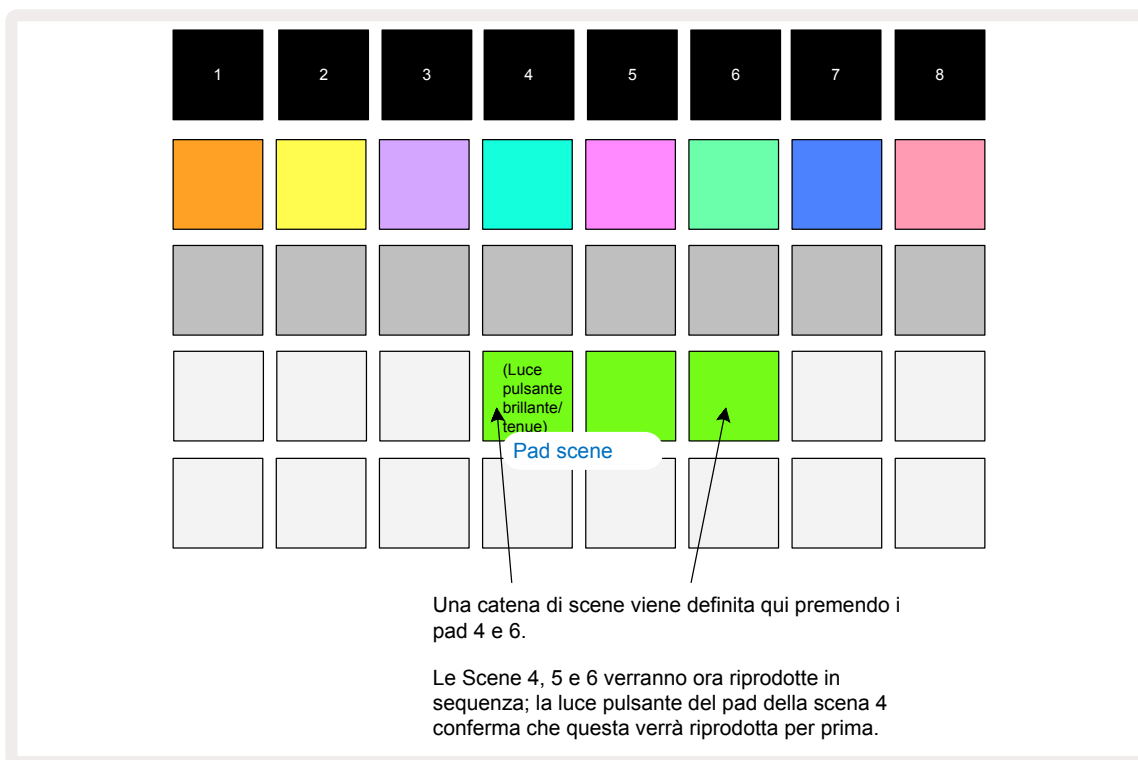 1 2 3 4 5 6 7 8
(Luce
pulsante
brillante/
tenue)
Pad scene
Una catena di scene viene definita qui premendo i
pad 4 e 6.
Le Scene 4, 5 e 6 verranno ora riprodotte in
sequenza; la luce pulsante del pad della scena 4
conferma che questa verrà riprodotta per prima.